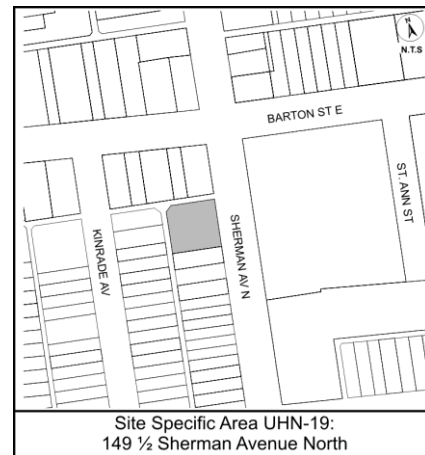 N
N.T.S
BARTON ST E
ST. ANN ST
SHERMAN AV N
KINRADE AV
Site Specific Area UHN-19:
149 ½ Sherman Avenue North